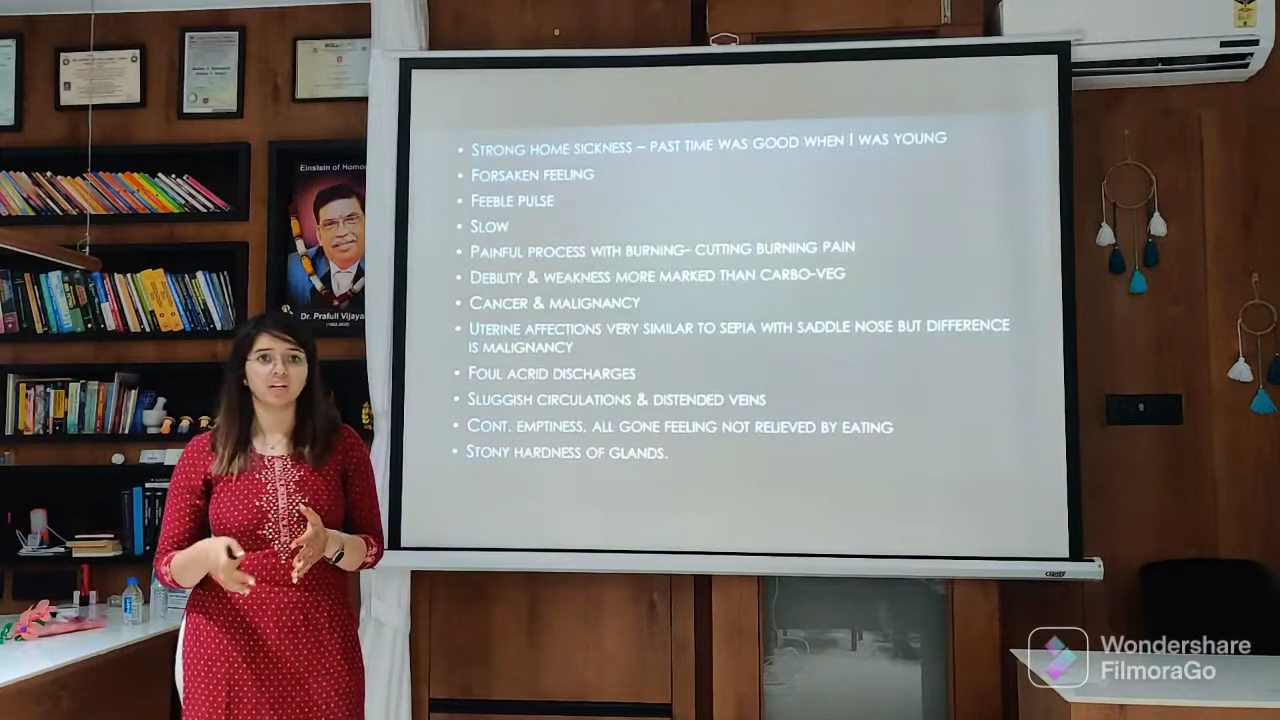 • STRONG HOME SICKNESS – PAST TIME WAS GOOD WHEN I WAS YOUNG
• FORSAKEN FEELING
• FEEBLE PULSE
• SLOW
• PAINFUL PROCESS WITH BURNING- CUTTING BURNING PAIN
• DEBILITY & WEAKNESS MORE MARKED THAN CARBO-VEG
• CANCER & MALIGNANCY
• UTERINE AFFECTIONS VERY SIMILAR TO SEPIA WITH SADDLE NOSE BUT DIFFERENCE
IS MALIGNANCY
• FOUL ACRID DISCHARGES
• SLUGGISH CIRCULATIONS & DISTENDED VEINS
• CONT. EMPTINESS, ALL GONE FEELING NOT RELIEVED BY EATING
• STONY HARDNESS OF GLANDS.
Einstein of Homo
Dr. Prafull Vijaya
Wondershare
FilmoraGo